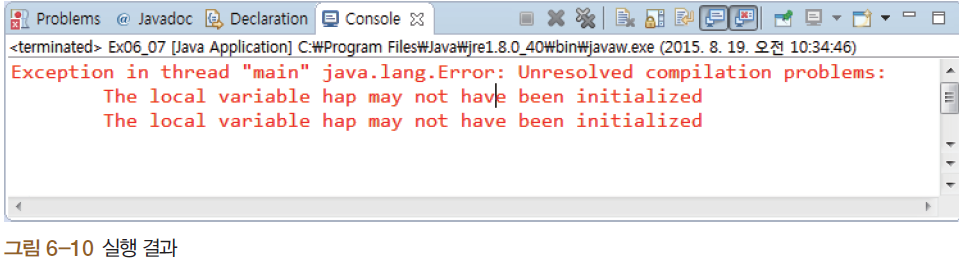 Problems @ Javadoc Declaration Console
<terminated> Ex06_07 [Java Application] C:₩Program Files₩Java₩jre1.8.0_40₩bin₩javaw.exe (2015. 8. 19. 오전 10:34:46)
Exception in thread "main" java.lang.Error: Unresolved compilation problems:
The local variable hap may not have been initialized
The local variable hap may not have been initialized
그림 6-10 실행 결과